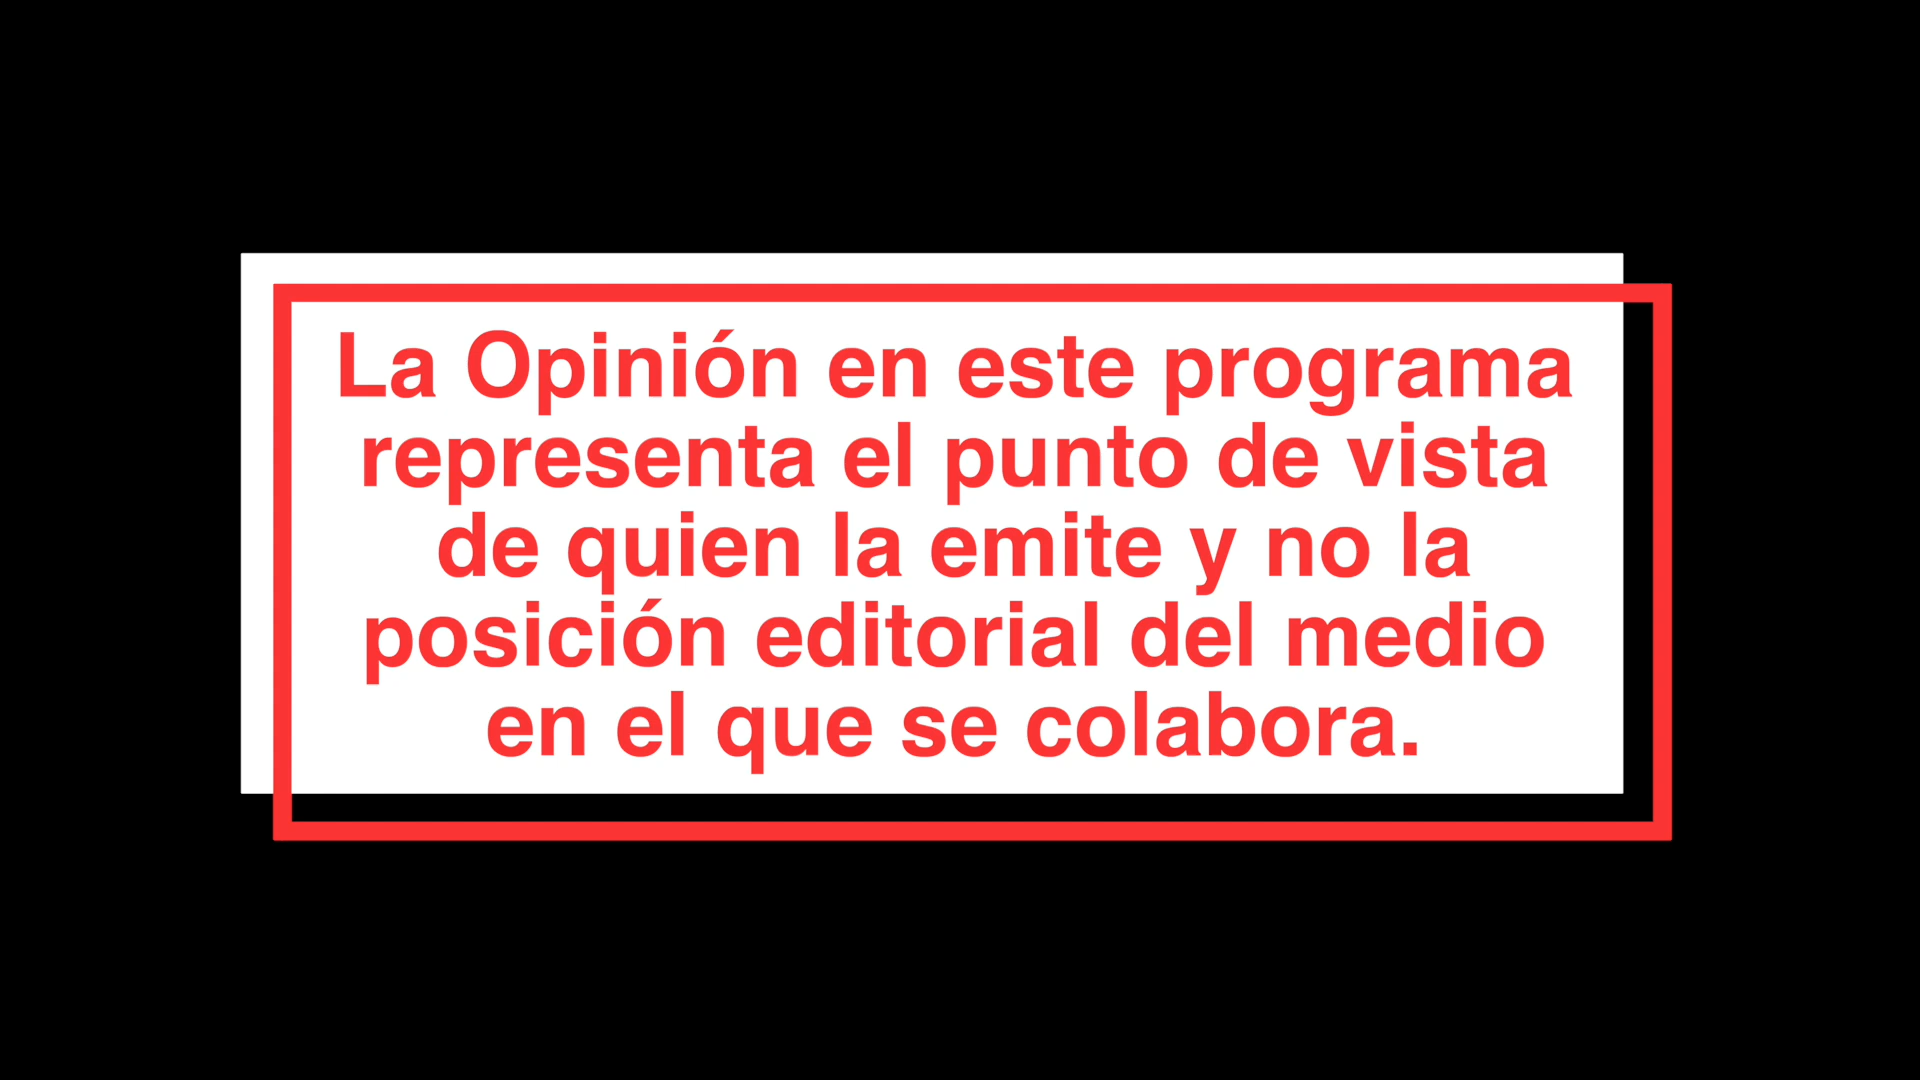 La Opinión en este programa
representa el punto de vista
de quien la emite y no la
posición editorial del medio
en el que se colabora.